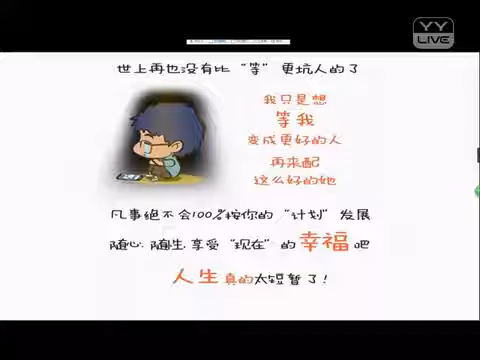 YY
LIVE
世上再也没有比“等”更坑人的了
我只是想
等我
变成更好的人
再来配
这么好的她
凡事绝不会100%按你的“计划”发展
随心.随性.享受“现在”的幸福吧
人生真的太短暂了！